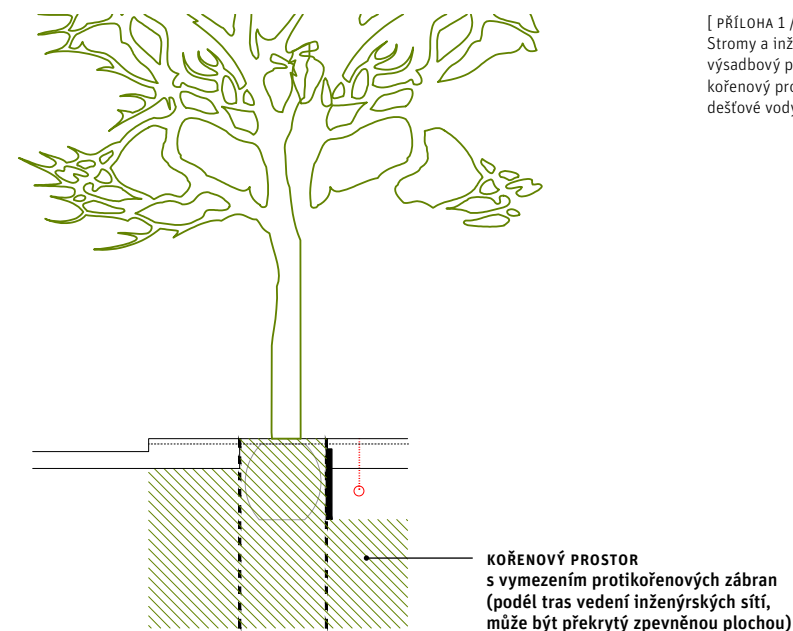 [ PŘÍLOHA 1 /
Stromy a
výsadbový
kořenový
dešťové vody
KOŘENOVÝ PROSTOR
s vymezením protikořenových zábran
(podél tras vedení inženýrských sítí,
může být překrytý zpevněnou plochou)